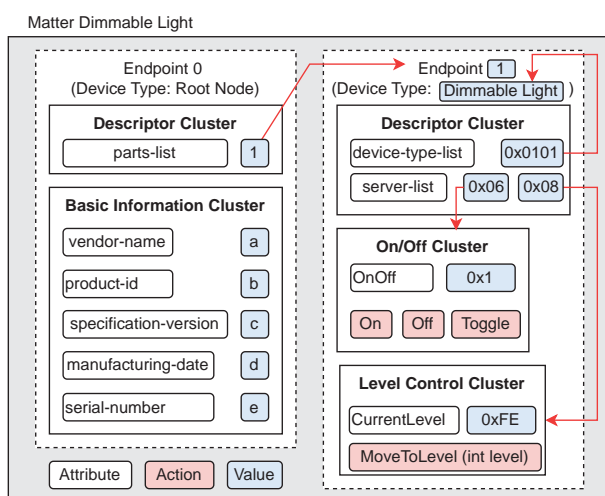 Matter Dimmable Light
Endpoint 0
(Device Type: Root Node)
Descriptor Cluster
parts-list 1
Basic Information Cluster
vendor-name a
product-id b
specification-version c
manufacturing-date d
serial-number e
Endpoint 1
(Device Type: Dimmable Light )
Descriptor Cluster
device-type-list 0x0101
server-list 0x06 0x08
On/Off Cluster
OnOff 0x1
On Off Toggle
Level Control Cluster
CurrentLevel 0xFE
MoveToLevel (int level)
Attribute Action Value